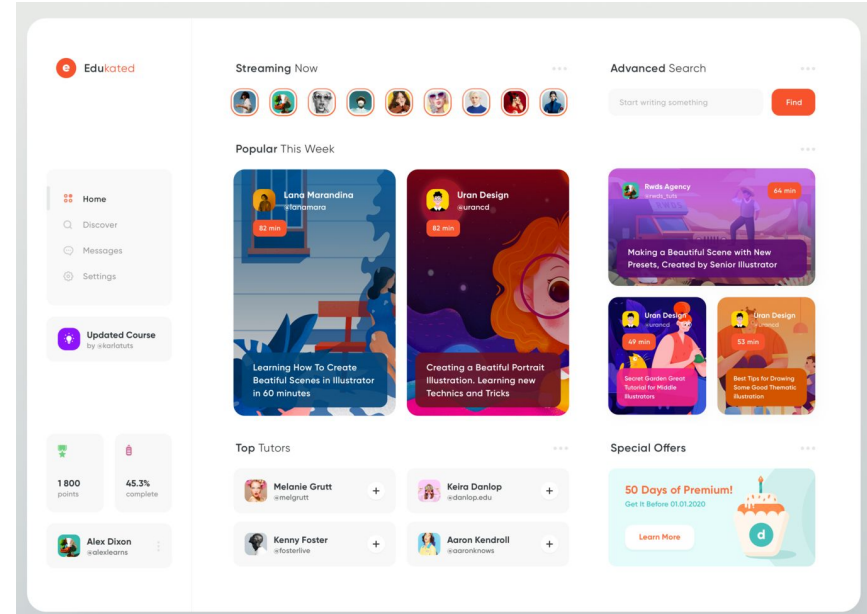 e Edukated
Home
Discover
Messages
Settings
Updated Course
by @karlatuts
1 800
points
45.3%
complete
Alex Dixon
@alexlearns
Streaming Now
Popular This Week
Lana Marandina
@lanamara
82 min
Learning How To Create
Beatiful Scenes in Illustrator
in 60 minutes
Uran Design
@urancd
82 min
Creating a Beatiful Portrait
Illustration. Learning new
Technics and Tricks
Top Tutors
Melanie Grutt
@melgrutt
+
Keira Danlop
@danlop.edu
+
Kenny Foster
@fosterlive
+
Aaron Kendroll
@aaronknows
+
Advanced Search
Start writing something
Find
Rwds Agency
@rwds_tuts
64 min
Making a Beautiful Scene with New
Presets, Created by Senior Illustrator
Uran Design
@urancd
49 min
Secret Garden Great
Tutorial for Middle
Illustrators
Uran Design
@urancd
53 min
Best Tips for Drawing
Some Good Thematic
Illustration
Special Offers
50 Days of Premium!
Get It Before 01.01.2020
Learn More
d